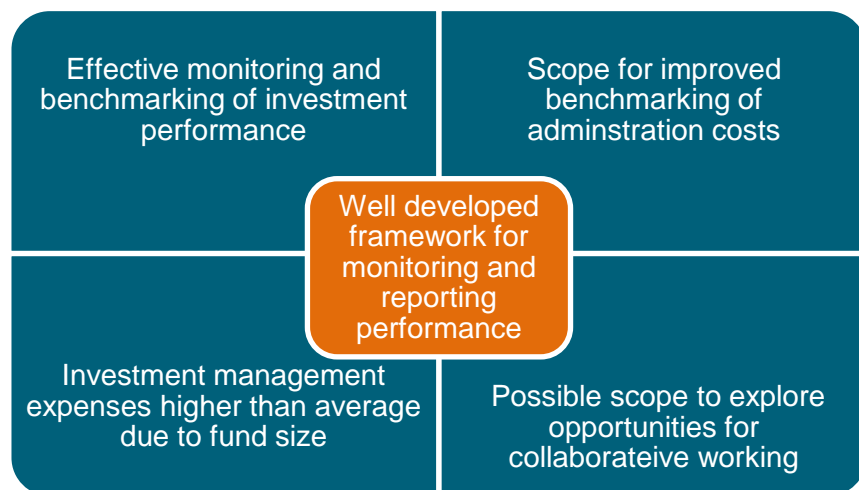 Effective monitoring and
benchmarking of investment
performance
Scope for improved
benchmarking of
adminstration costs
Well developed
framework for
monitoring and
reporting
performance
Investment management
expenses higher than average
due to fund size
Possible scope to explore
opportunities for
collaborateive working